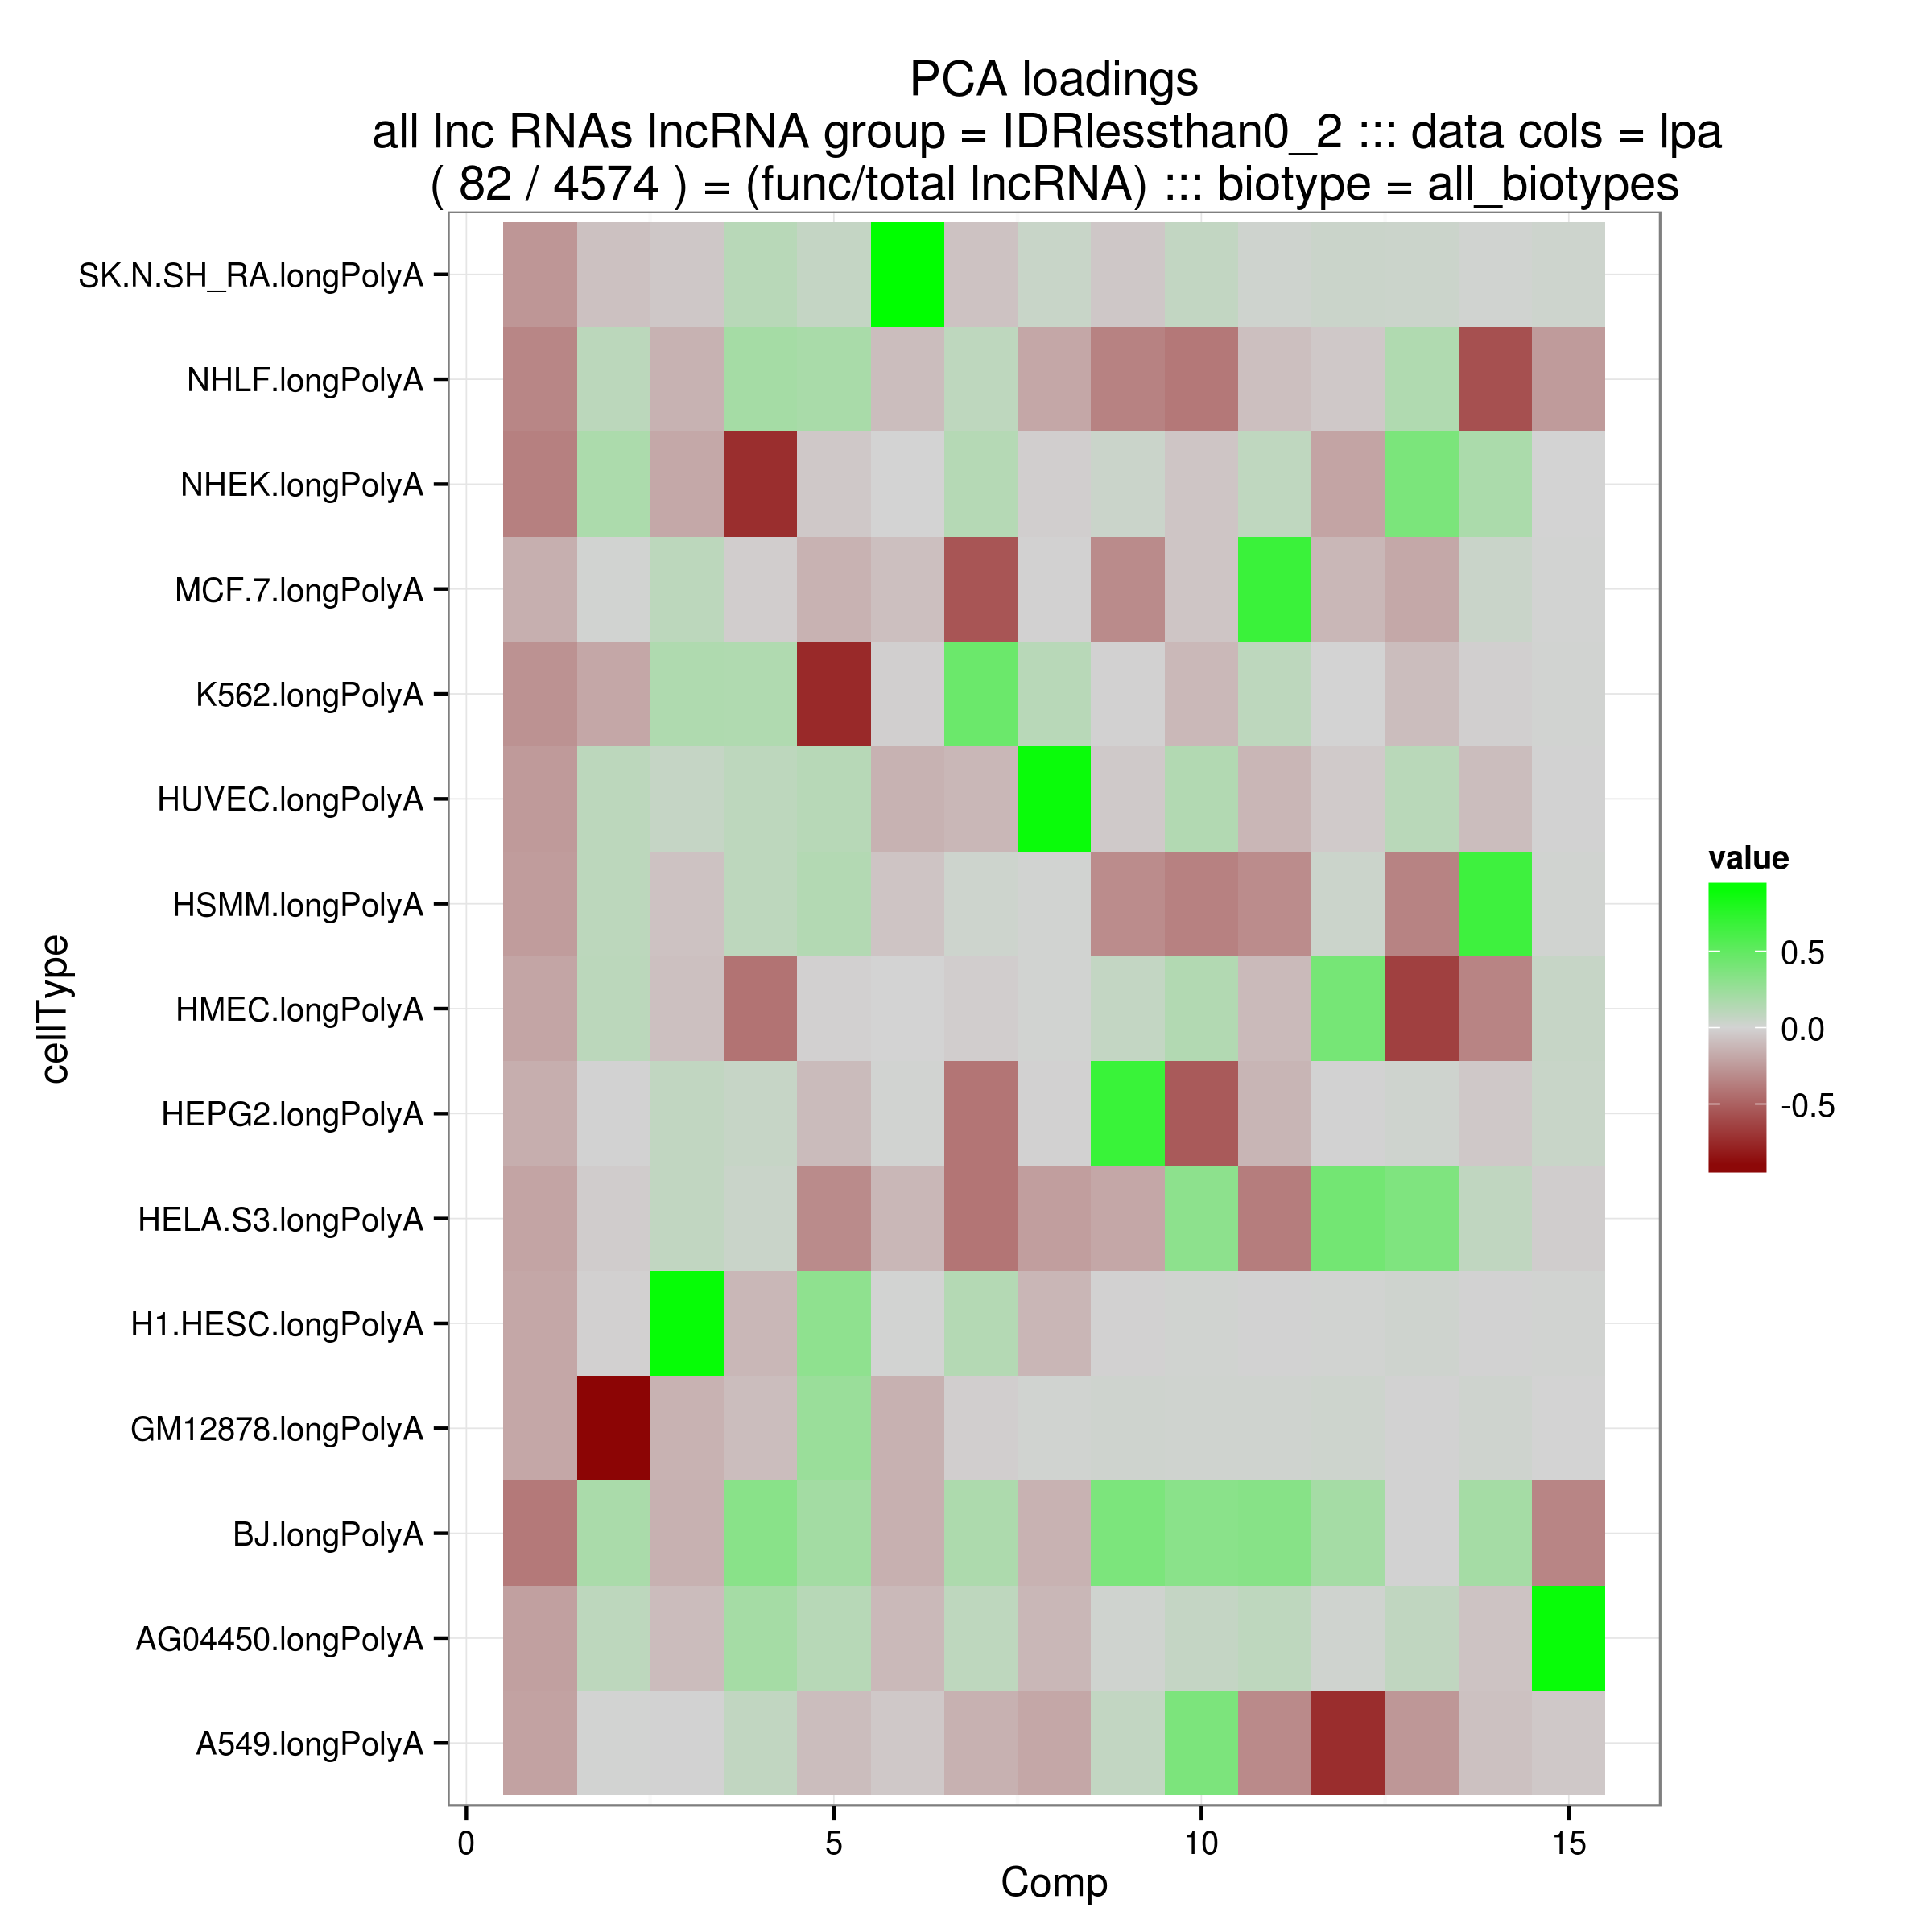 PCA loadings
all lnc RNAs lncRNA group = IDRlessthan0_2 ::: data cols = lpa
( 82 / 4574 ) = (func/total lncRNA) ::: biotype = all_biotypes
SK.N.SH_RA.longPolyA
NHLF.longPolyA
NHEK.longPolyA
MCF.7.longPolyA
K562.longPolyA
HUVEC.longPolyA
HSMM.longPolyA
HMEC.longPolyA
HEPG2.longPolyA
HELA.S3.longPolyA
H1.HESC.longPolyA
GM12878.longPolyA
BJ.longPolyA
AG04450.longPolyA
A549.longPolyA
cellType
0 5 10 15
Comp
value
0.5
0.0
-0.5